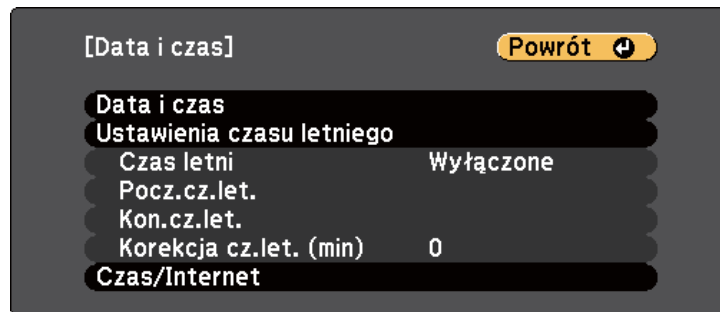 [Data i czas] Powrót
Data i czas
Ustawienia czasu letniego
Czas letni Wyłączone
Pocz.cz.let.
Kon.cz.let.
Korekcja cz.let. (min) 0
Czas/Internet